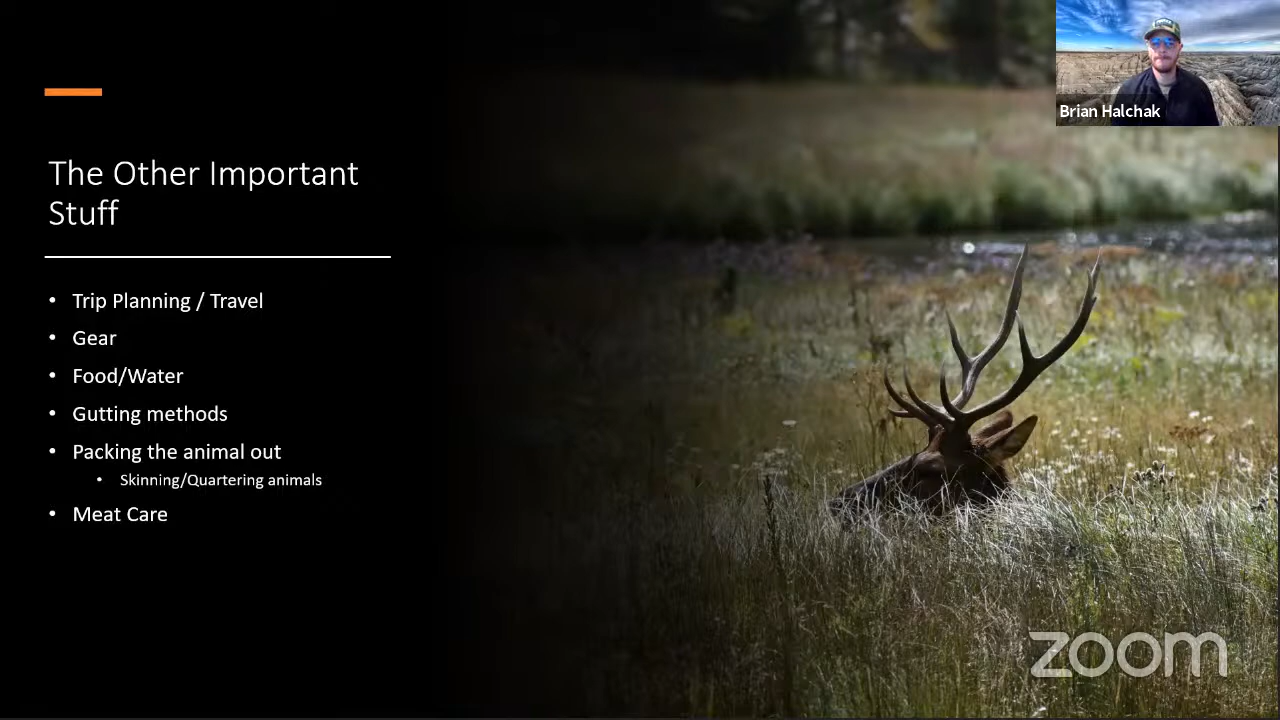 Brian Halchak
The Other Important
Stuff
• Trip Planning / Travel
• Gear
• Food/Water
• Gutting methods
• Packing the animal out
• Skinning/Quartering animals
• Meat Care
zoom